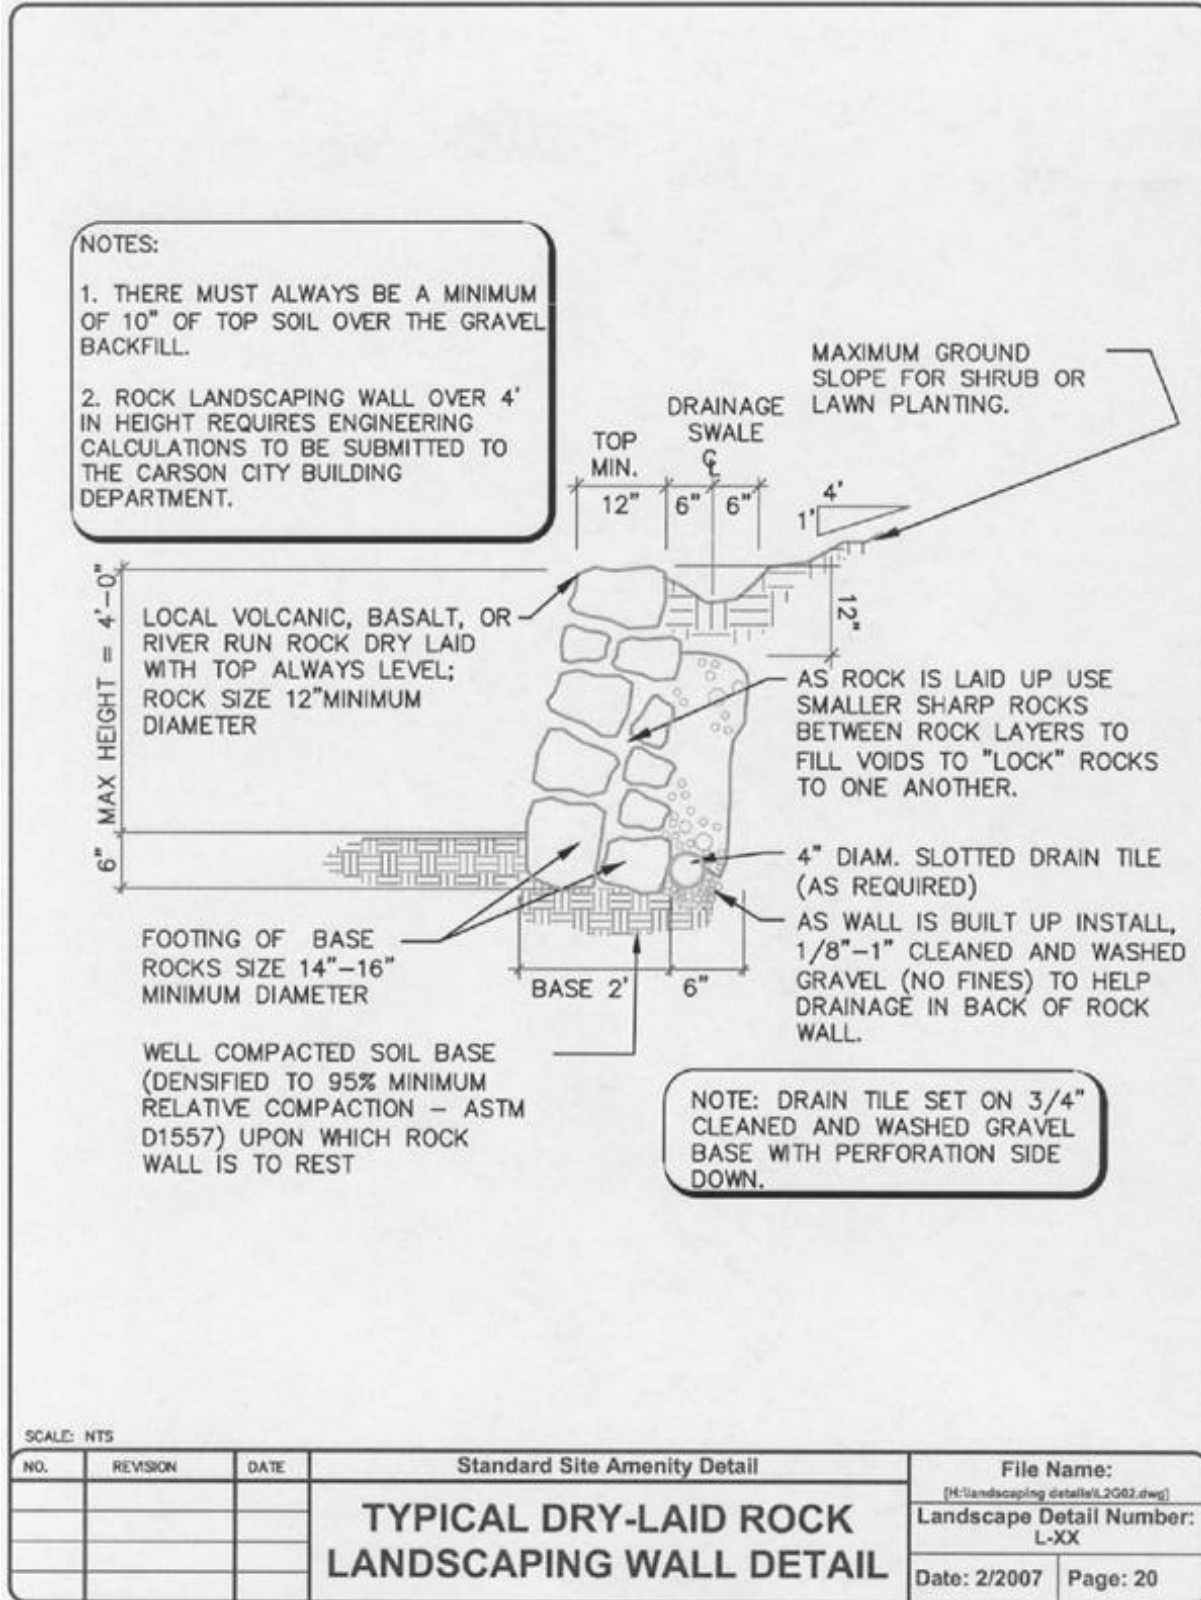 NOTES:
1. THERE MUST ALWAYS BE A MINIMUM
OF 10" OF TOP SOIL OVER THE GRAVEL
BACKFILL.
2. ROCK LANDSCAPING WALL OVER 4'
IN HEIGHT REQUIRES ENGINEERING
CALCULATIONS TO BE SUBMITTED TO
THE CARSON CITY BUILDING
DEPARTMENT.
MAXIMUM GROUND
SLOPE FOR SHRUB OR
LAWN PLANTING.
DRAINAGE
SWALE
℄
TOP
MIN.
12"
6"
6"
4'
1'
12"
6" MAX HEIGHT = 4'-0"
LOCAL VOLCANIC, BASALT, OR
RIVER RUN ROCK DRY LAID
WITH TOP ALWAYS LEVEL;
ROCK SIZE 12"MINIMUM
DIAMETER
AS ROCK IS LAID UP USE
SMALLER SHARP ROCKS
BETWEEN ROCK LAYERS TO
FILL VOIDS TO "LOCK" ROCKS
TO ONE ANOTHER.
4" DIAM. SLOTTED DRAIN TILE
(AS REQUIRED)
AS WALL IS BUILT UP INSTALL,
1/8"-1" CLEANED AND WASHED
GRAVEL (NO FINES) TO HELP
DRAINAGE IN BACK OF ROCK
WALL.
FOOTING OF BASE
ROCKS SIZE 14"-16"
MINIMUM DIAMETER
BASE 2'
6"
WELL COMPACTED SOIL BASE
(DENSIFIED TO 95% MINIMUM
RELATIVE COMPACTION - ASTM
D1557) UPON WHICH ROCK
WALL IS TO REST
NOTE: DRAIN TILE SET ON 3/4"
CLEANED AND WASHED GRAVEL
BASE WITH PERFORATION SIDE
DOWN.
SCALE: NTS
NO.
REVISION
DATE
Standard Site Amenity Detail
TYPICAL DRY-LAID ROCK
LANDSCAPING WALL DETAIL
File Name:
[H:\landscaping details\L2G02.dwg]
Landscape Detail Number:
L-XX
Date: 2/2007
Page: 20